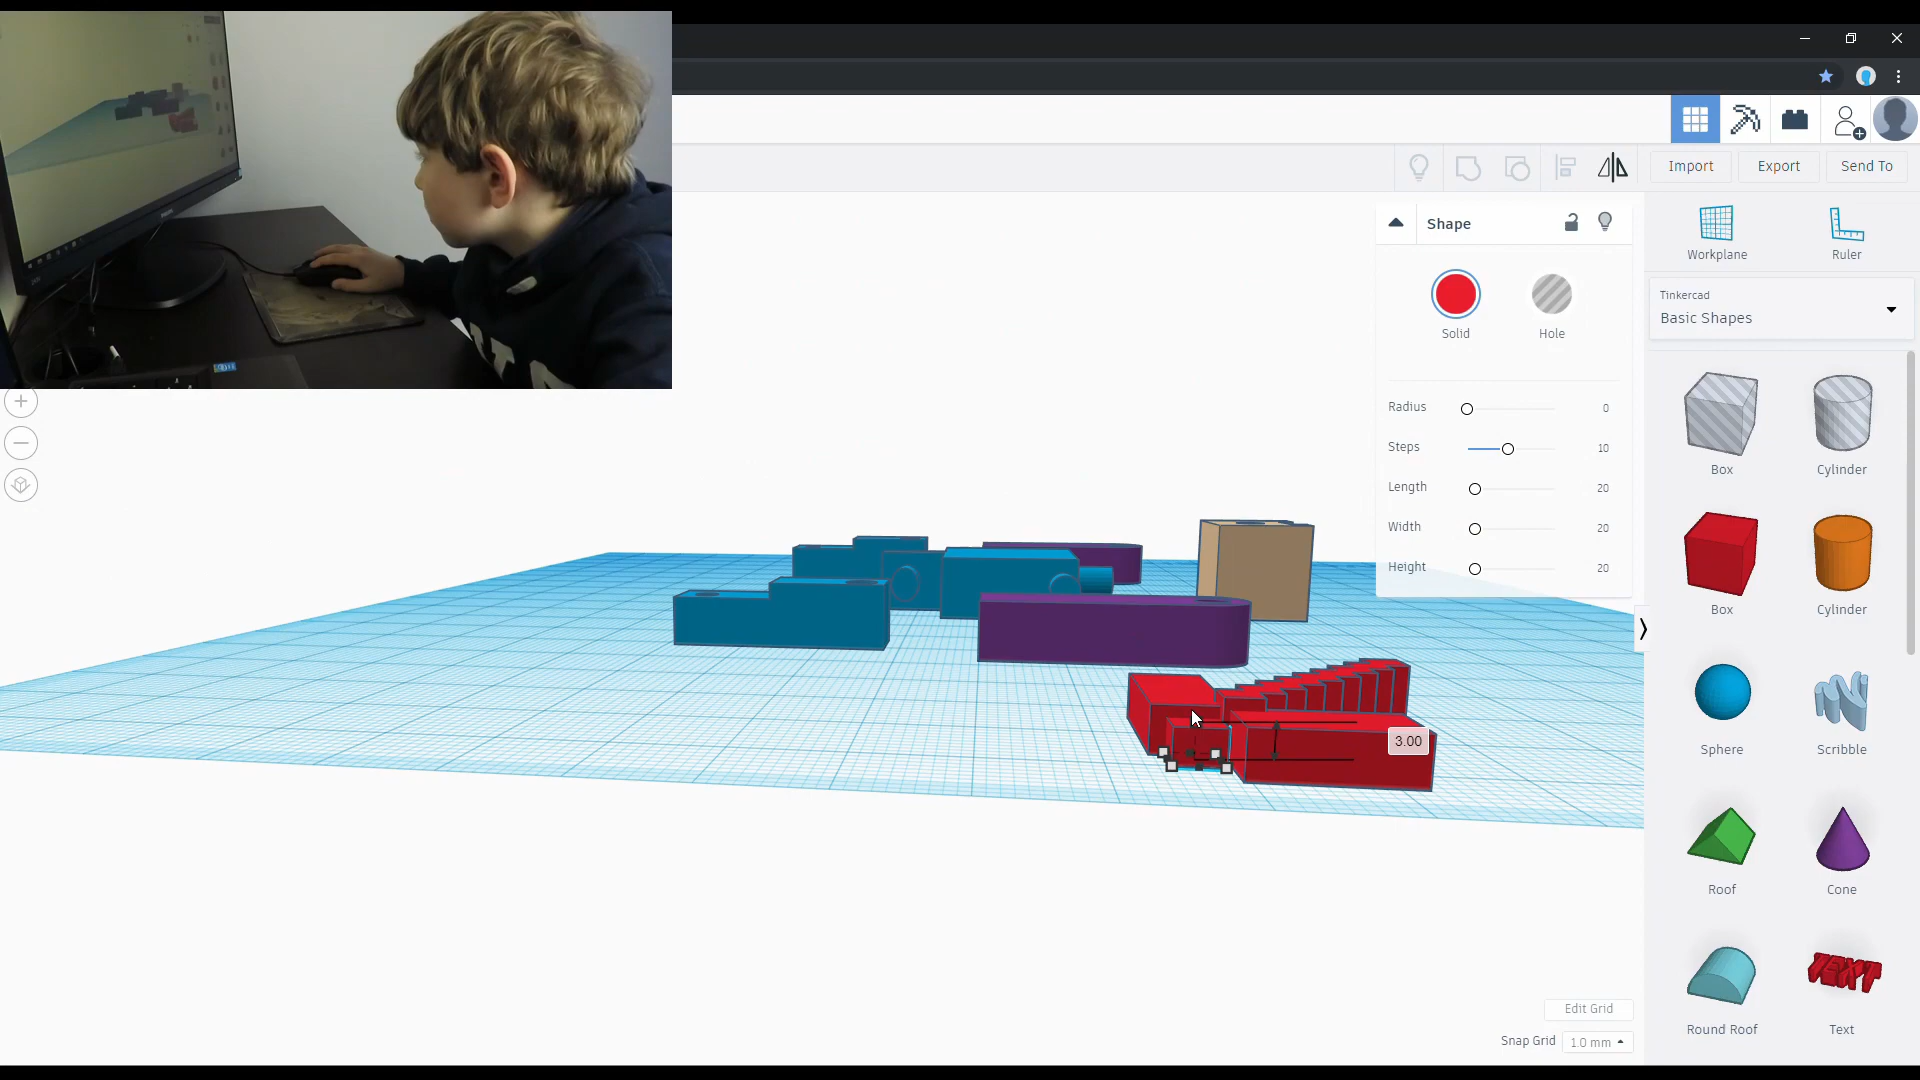 Import Export Send To
Shape
Workplane Ruler
Solid Hole
Tinkercad
Basic Shapes
Radius 0
Steps 10
Length 20
Width 20
Height 20
Box Cylinder
Box Cylinder
Sphere Scribble
3.00
Roof Cone
TEXT
Round Roof Text
Edit Grid
Snap Grid 1.0 mm